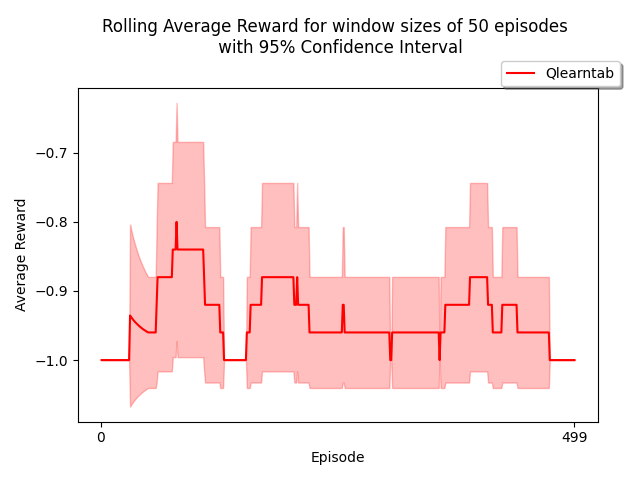 Rolling Average Reward for window sizes of 50 episodes
with 95% Confidence Interval
Qlearntab
−0.7
−0.8
−0.9
−1.0
Average Reward
0
499
Episode